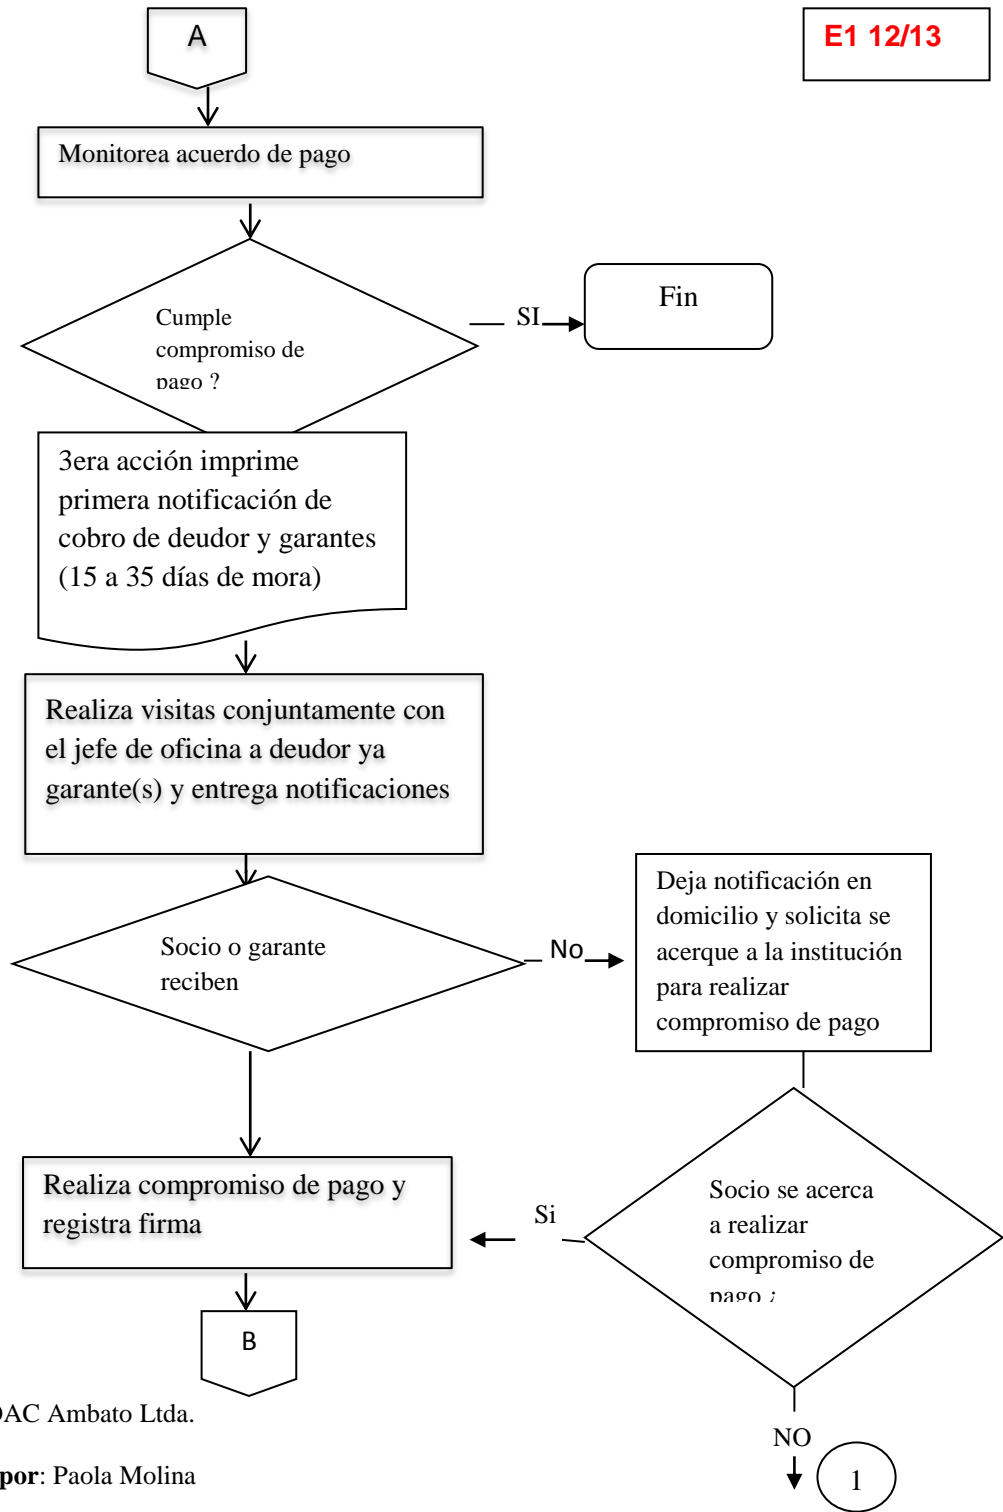 A
E1 12/13
Monitorea acuerdo de pago
Cumple
compromiso de
pago ?
SI
Fin
3era acción imprime
primera notificación de
cobro de deudor y garantes
(15 a 35 días de mora)
Realiza visitas conjuntamente con
el jefe de oficina a deudor ya
garante(s) y entrega notificaciones
Socio o garante
reciben
No
Deja notificación en
domicilio y solicita se
acerque a la institución
para realizar
compromiso de pago
Realiza compromiso de pago y
registra firma
Si
Socio se acerca
a realizar
compromiso de
pago ¿
B
OAC Ambato Ltda.
NO
por: Paola Molina
1